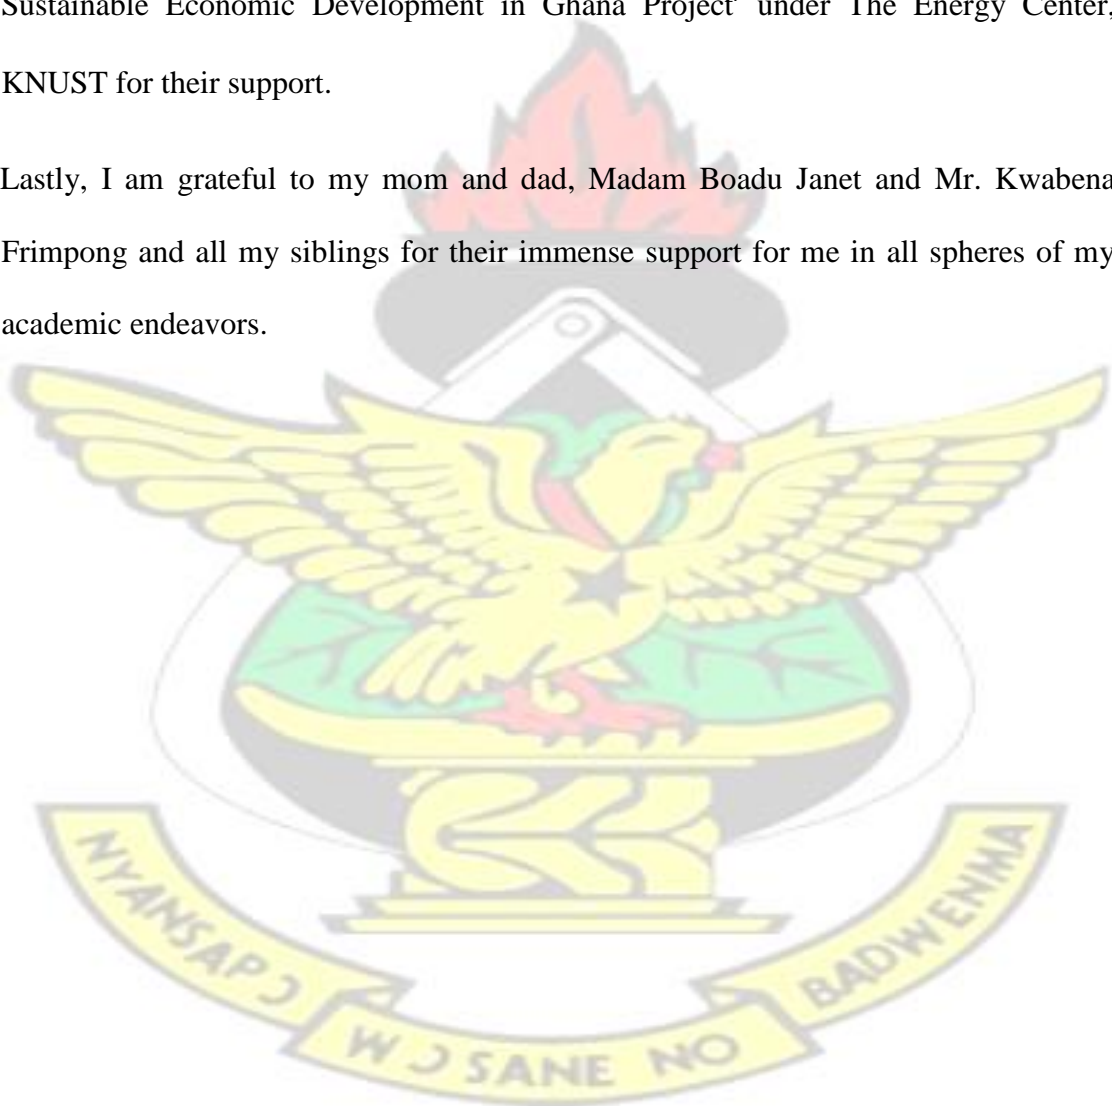 Sustainable Economic Development in Ghana Project' under The Energy Center,
KNUST for their support.
Lastly, I am grateful to my mom and dad, Madam Boadu Janet and Mr. Kwabena
Frimpong and all my siblings for their immense support for me in all spheres of my
academic endeavors.
NYANSAPƆ
WƆSANE NO
BADWENMA